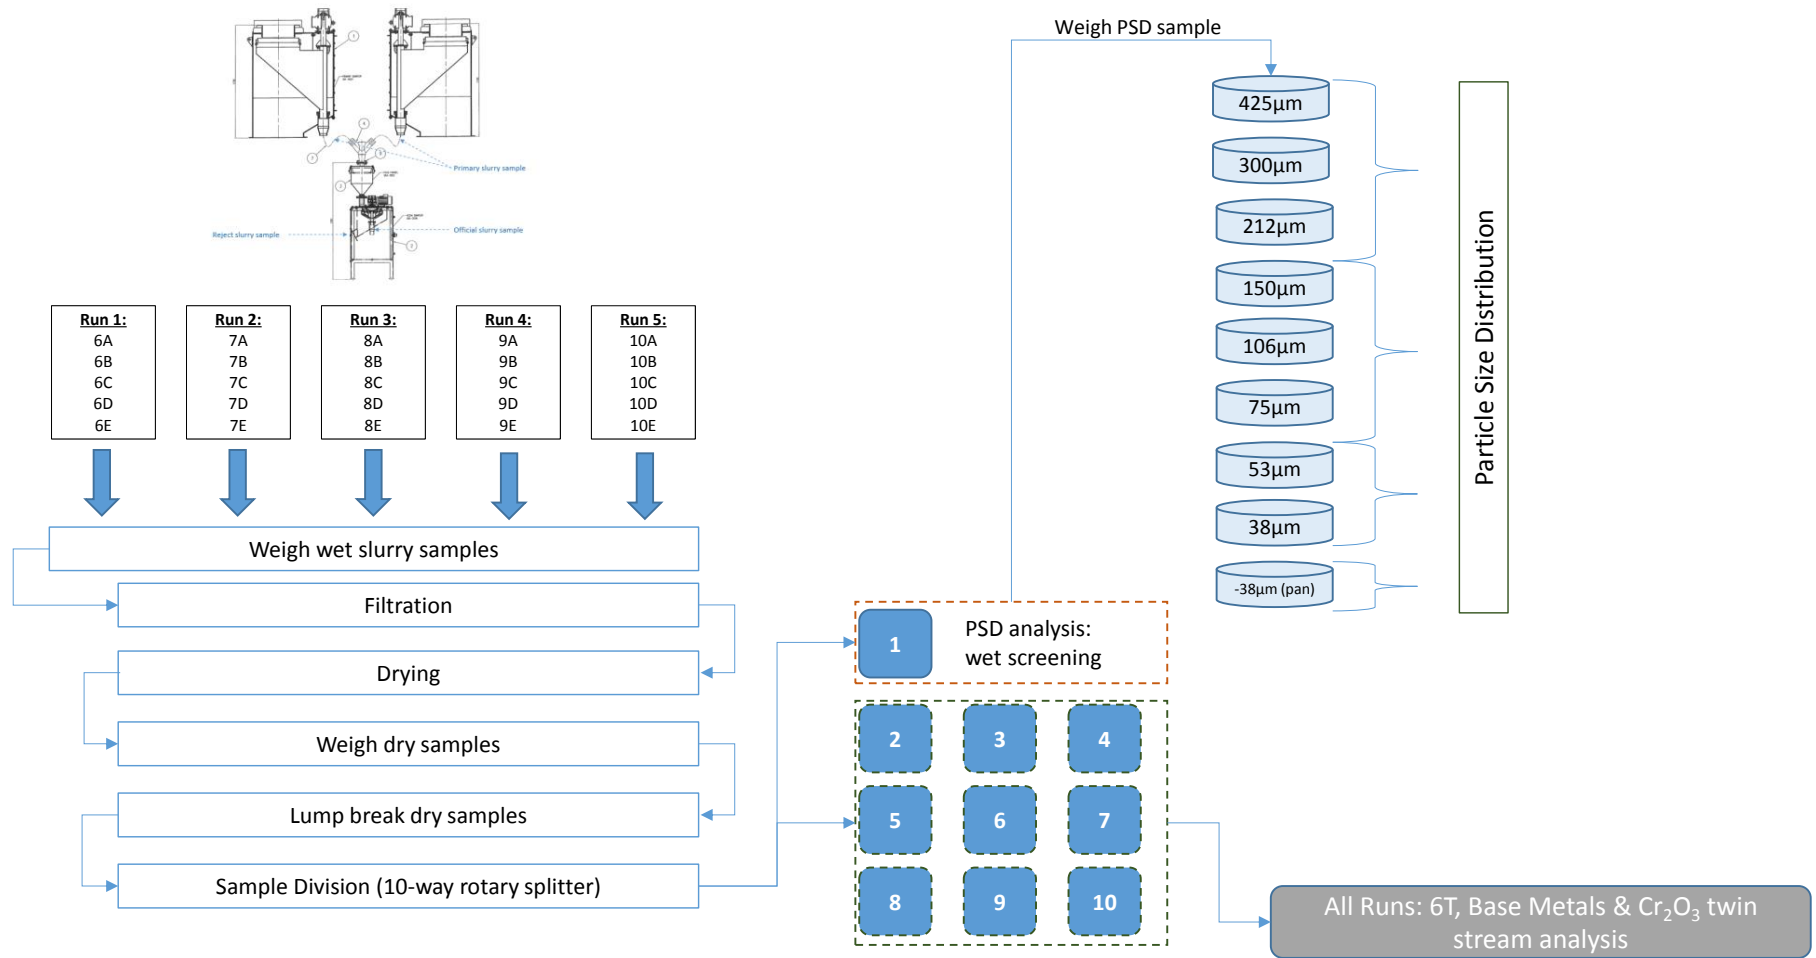 Primary slurry sample
Reject slurry sample
Official slurry sample
Run 1:
6A
6B
6C
6D
6E
Run 2:
7A
7B
7C
7D
7E
Run 3:
8A
8B
8C
8D
8E
Run 4:
9A
9B
9C
9D
9E
Run 5:
10A
10B
10C
10D
10E
Weigh wet slurry samples
Filtration
Drying
Weigh dry samples
Lump break dry samples
Sample Division (10-way rotary splitter)
1
PSD analysis:
wet screening
2
3
4
5
6
7
8
9
10
Weigh PSD sample
425µm
300µm
212µm
150µm
106µm
75µm
53µm
38µm
-38µm (pan)
Particle Size Distribution
All Runs: 6T, Base Metals & Cr₂O₃ twin
stream analysis